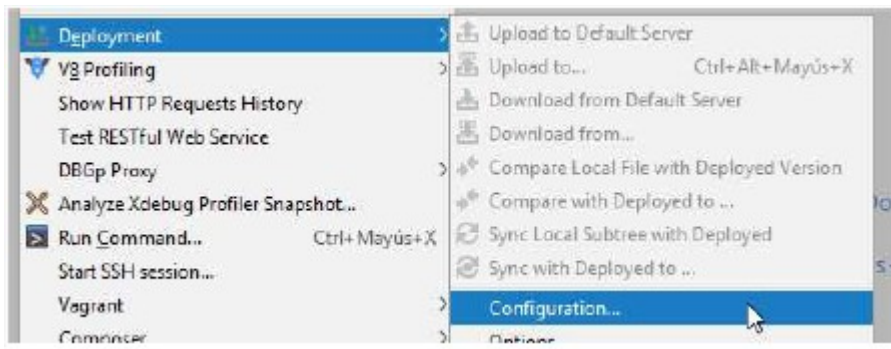 Deployment
V8 Profiling
Show HTTP Requests History
Test RESTful Web Service
DBGp Proxy
Analyze Xdebug Profiler Snapshot...
Run Command... Ctrl+Mayús+X
Start SSH session...
Vagrant
Composer
Upload to Default Server
Upload to... Ctrl+Alt+Mayús+X
Download from Default Server
Download from...
Compare Local File with Deployed Version
Compare with Deployed to ...
Sync Local Subtree with Deployed
Sync with Deployed to ...
Configuration...
Options